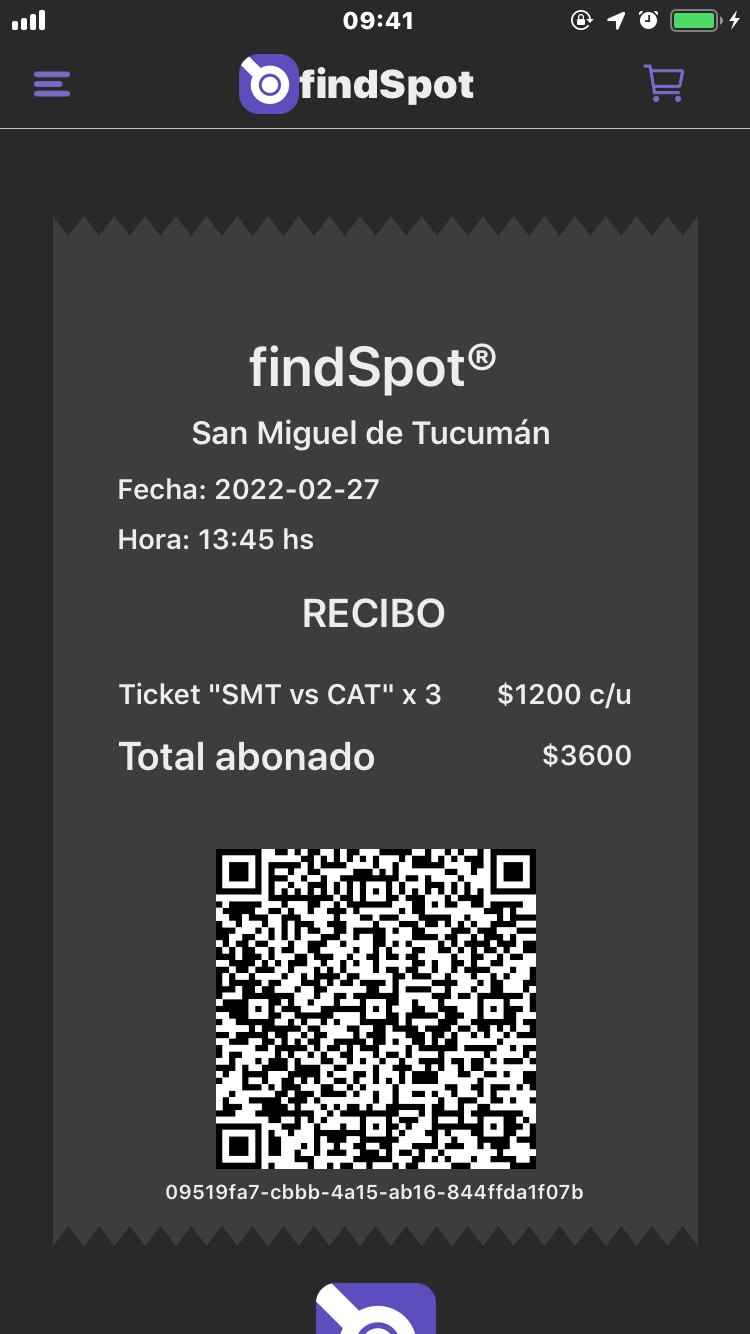 09:41
findSpot
findSpot®
San Miguel de Tucumán
Fecha: 2022-02-27
Hora: 13:45 hs
RECIBO
Ticket "SMT vs CAT" x 3 $1200 c/u
Total abonado $3600
09519fa7-cbbb-4a15-ab16-844ffda1f07b